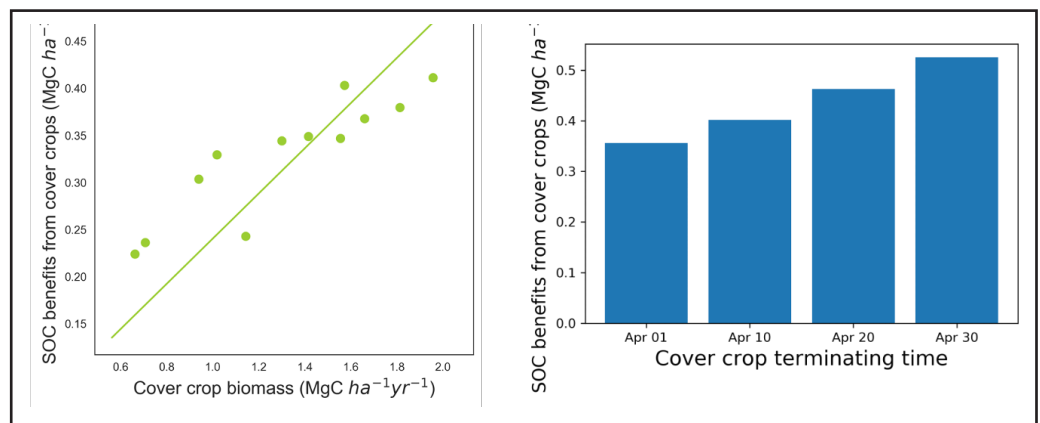 SOC benefits from cover crops (MgC ha⁻
0.45
0.40
0.35
0.30
0.25
0.20
0.15
0.6 0.8 1.0 1.2 1.4 1.6 1.8 2.0
Cover crop biomass (MgC ha⁻¹yr⁻¹)
SOC benefits from cover crops (MgC ha⁻
0.5
0.4
0.3
0.2
0.1
0.0
Apr 01 Apr 10 Apr 20 Apr 30
Cover crop terminating time